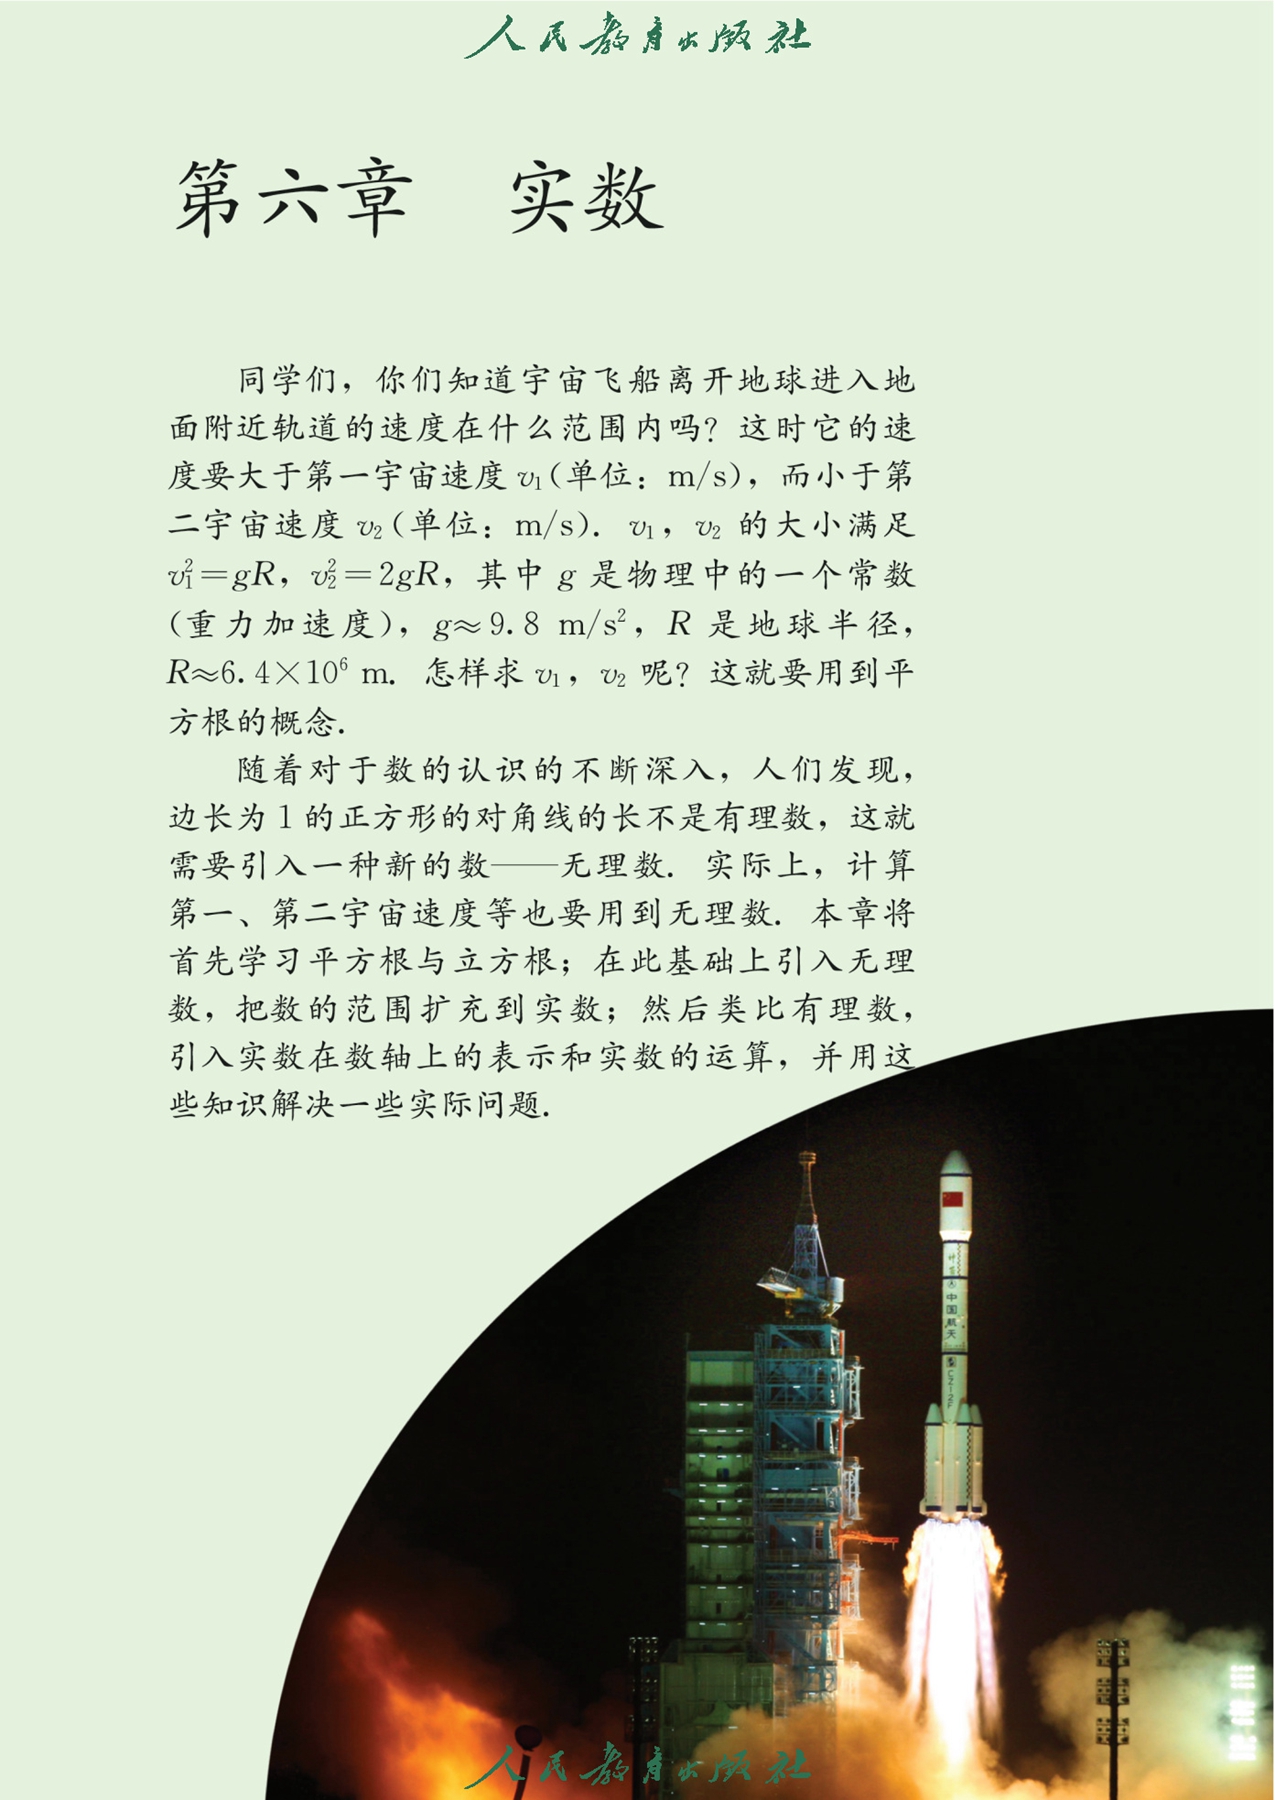 人民教育出版社
第六章 实数
同学们，你们知道宇宙飞船离开地球进入地
面附近轨道的速度在什么范围内吗？这时它的速
度要大于第一宇宙速度 v₁（单位：m/s），而小于第
二宇宙速度 v₂（单位：m/s）. v₁，v₂ 的大小满足
v₁²=gR，v₂²=2gR，其中 g 是物理中的一个常数
（重力加速度），g≈9.8 m/s²，R 是地球半径，
R≈6.4×10⁶ m. 怎样求 v₁，v₂ 呢？这就要用到平
方根的概念.
随着对于数的认识的不断深入，人们发现，
边长为 1 的正方形的对角线的长不是有理数，这就
需要引入一种新的数——无理数. 实际上，计算
第一、第二宇宙速度等也要用到无理数. 本章将
首先学习平方根与立方根；在此基础上引入无理
数，把数的范围扩充到实数；然后类比有理数，
引入实数在数轴上的表示和实数的运算，并用这
些知识解决一些实际问题.
中国航天
人民教育出版社